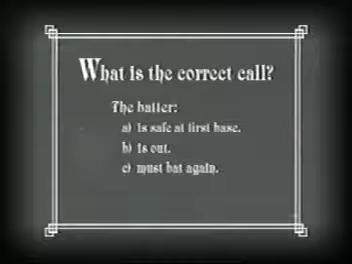 What is the correct call?
The batter:
a) is safe at first base.
b) is out.
c) must bat again.